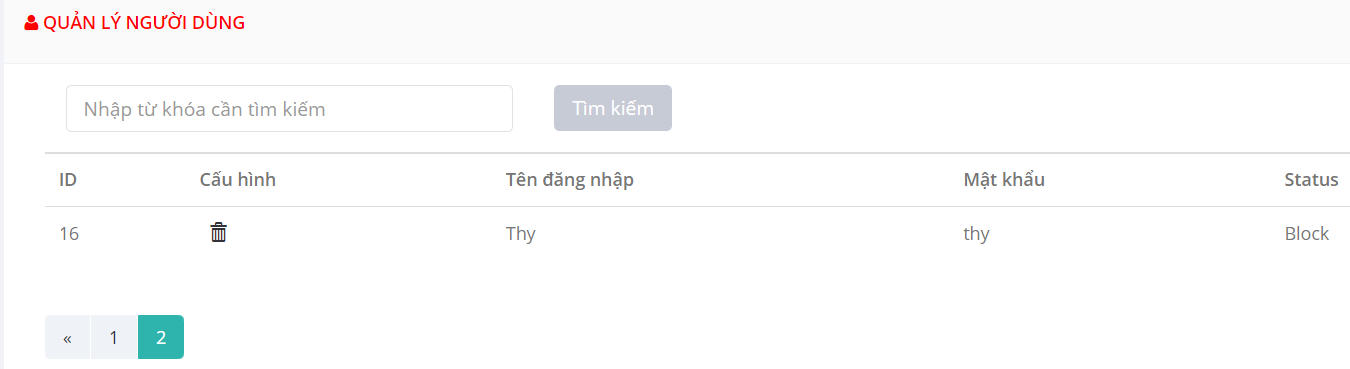 QUẢN LÝ NGƯỜI DÙNG
Nhập từ khóa cần tìm kiếm Tìm kiếm
ID Cấu hình Tên đăng nhập Mật khẩu Status
16 Thy thy Block
« 1 2